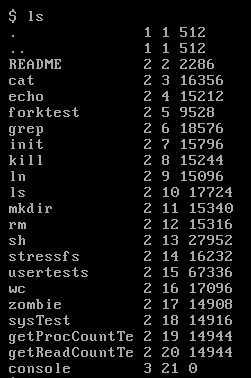 $ ls
. 1 1 512
.. 1 1 512
README 2 2 2286
cat 2 3 16356
echo 2 4 15212
forktest 2 5 9528
grep 2 6 18576
init 2 7 15796
kill 2 8 15244
ln 2 9 15096
ls 2 10 17724
mkdir 2 11 15340
rm 2 12 15316
sh 2 13 27952
stressfs 2 14 16232
usertests 2 15 67336
wc 2 16 17096
zombie 2 17 14908
sysTest 2 18 14916
getProcCountTe 2 19 14944
getReadCountTe 2 20 14944
console 3 21 0